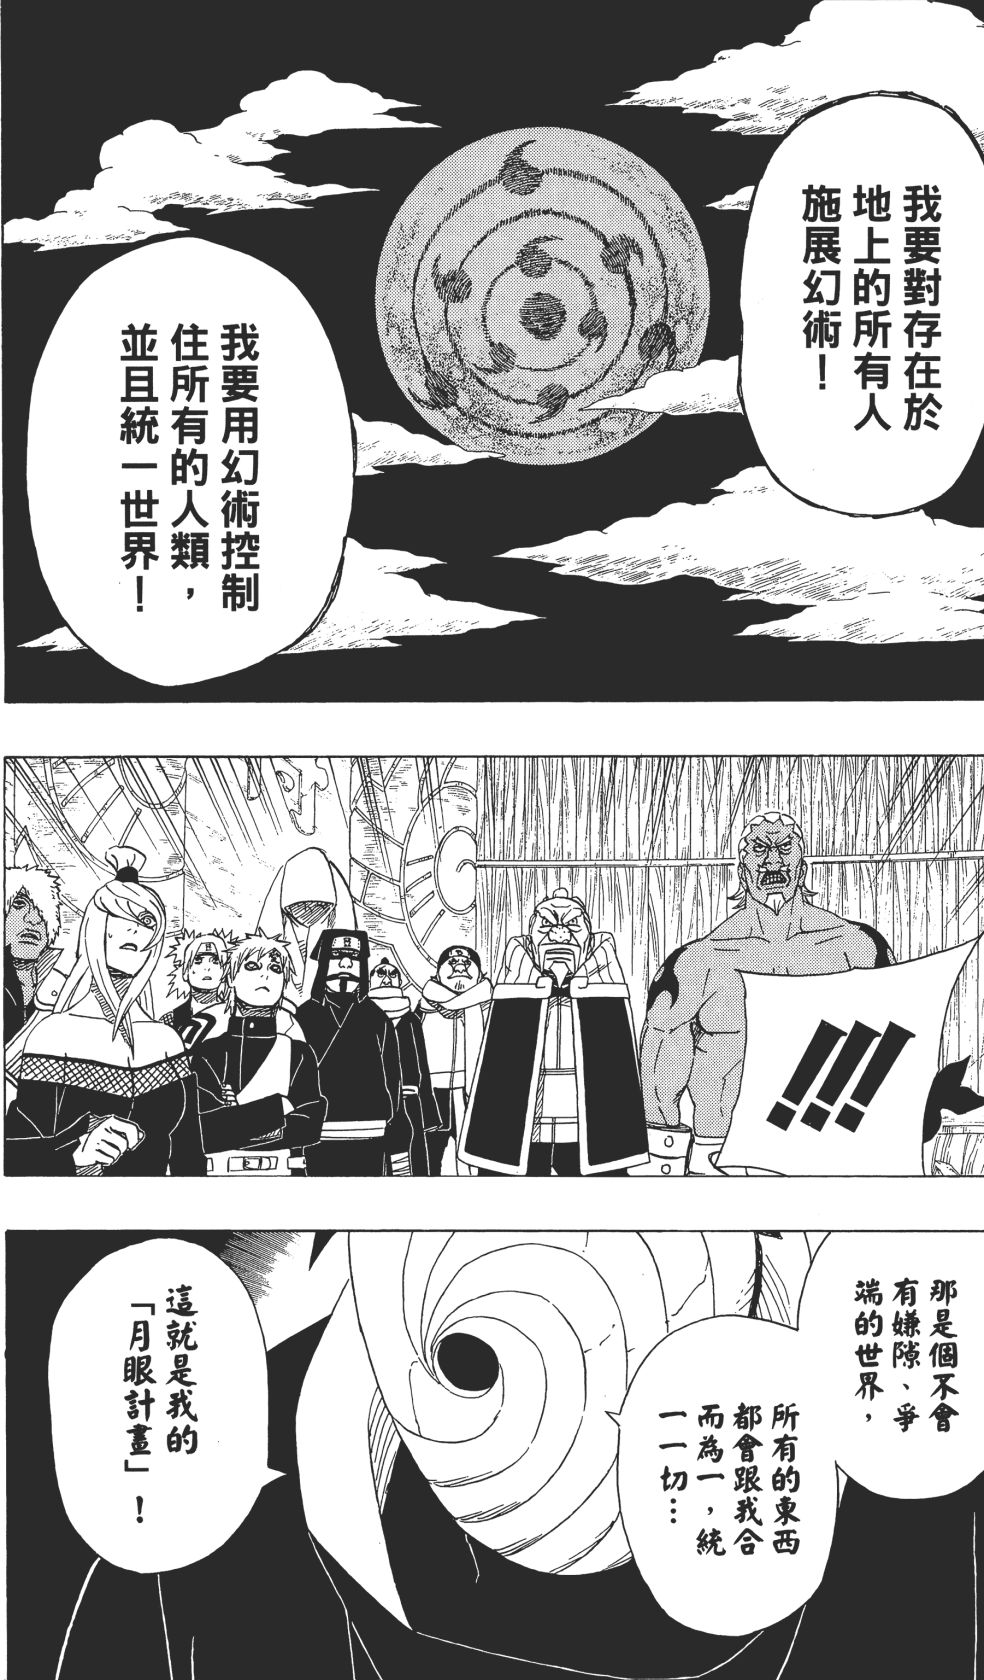 我要對存在於
地上的所有人
施展幻術！
我要用幻術控制
住所有的人類，
並且統一世界！
!!!
那是個不會
有嫌隙、爭
端的世界，
所有的東西
都會跟我合
而為一，統
一一切…
這就是我的
「月眼計畫」！